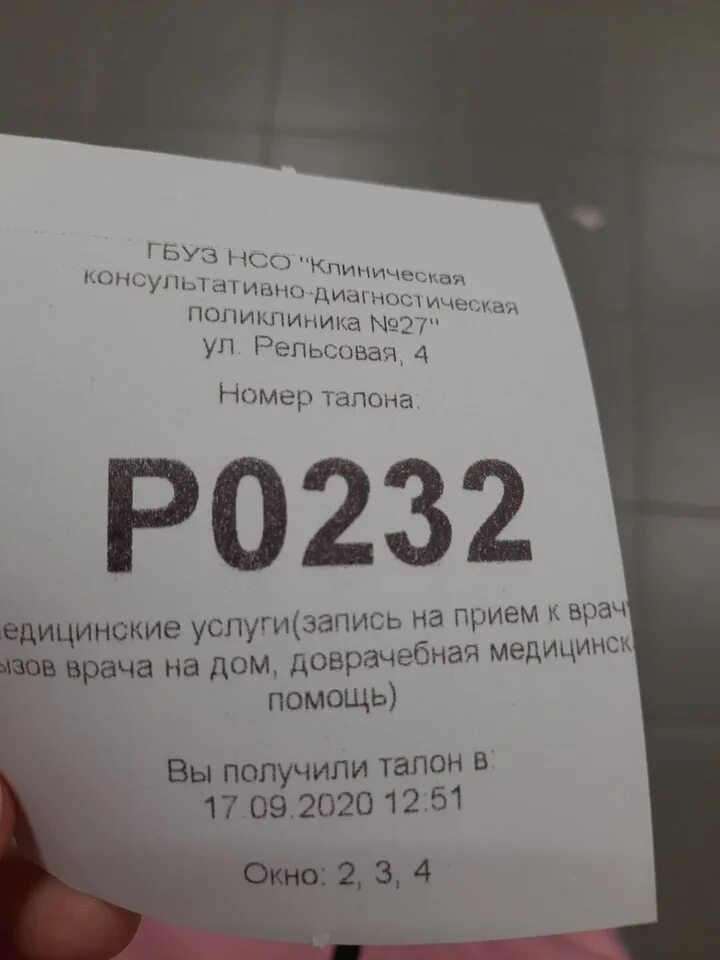 ГБУЗ НСО "Клиническая
консультативно-диагностическая
поликлиника №27"
ул. Рельсовая, 4
Номер талона:
Р0232
едицинские услуги(запись на прием к врач
ызов врача на дом, доврачебная медицинск
помощь)
Вы получили талон в:
17.09.2020 12:51
Окно: 2, 3, 4